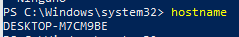 PS C:\Windows\system32> hostname
DESKTOP-M7CM9BE